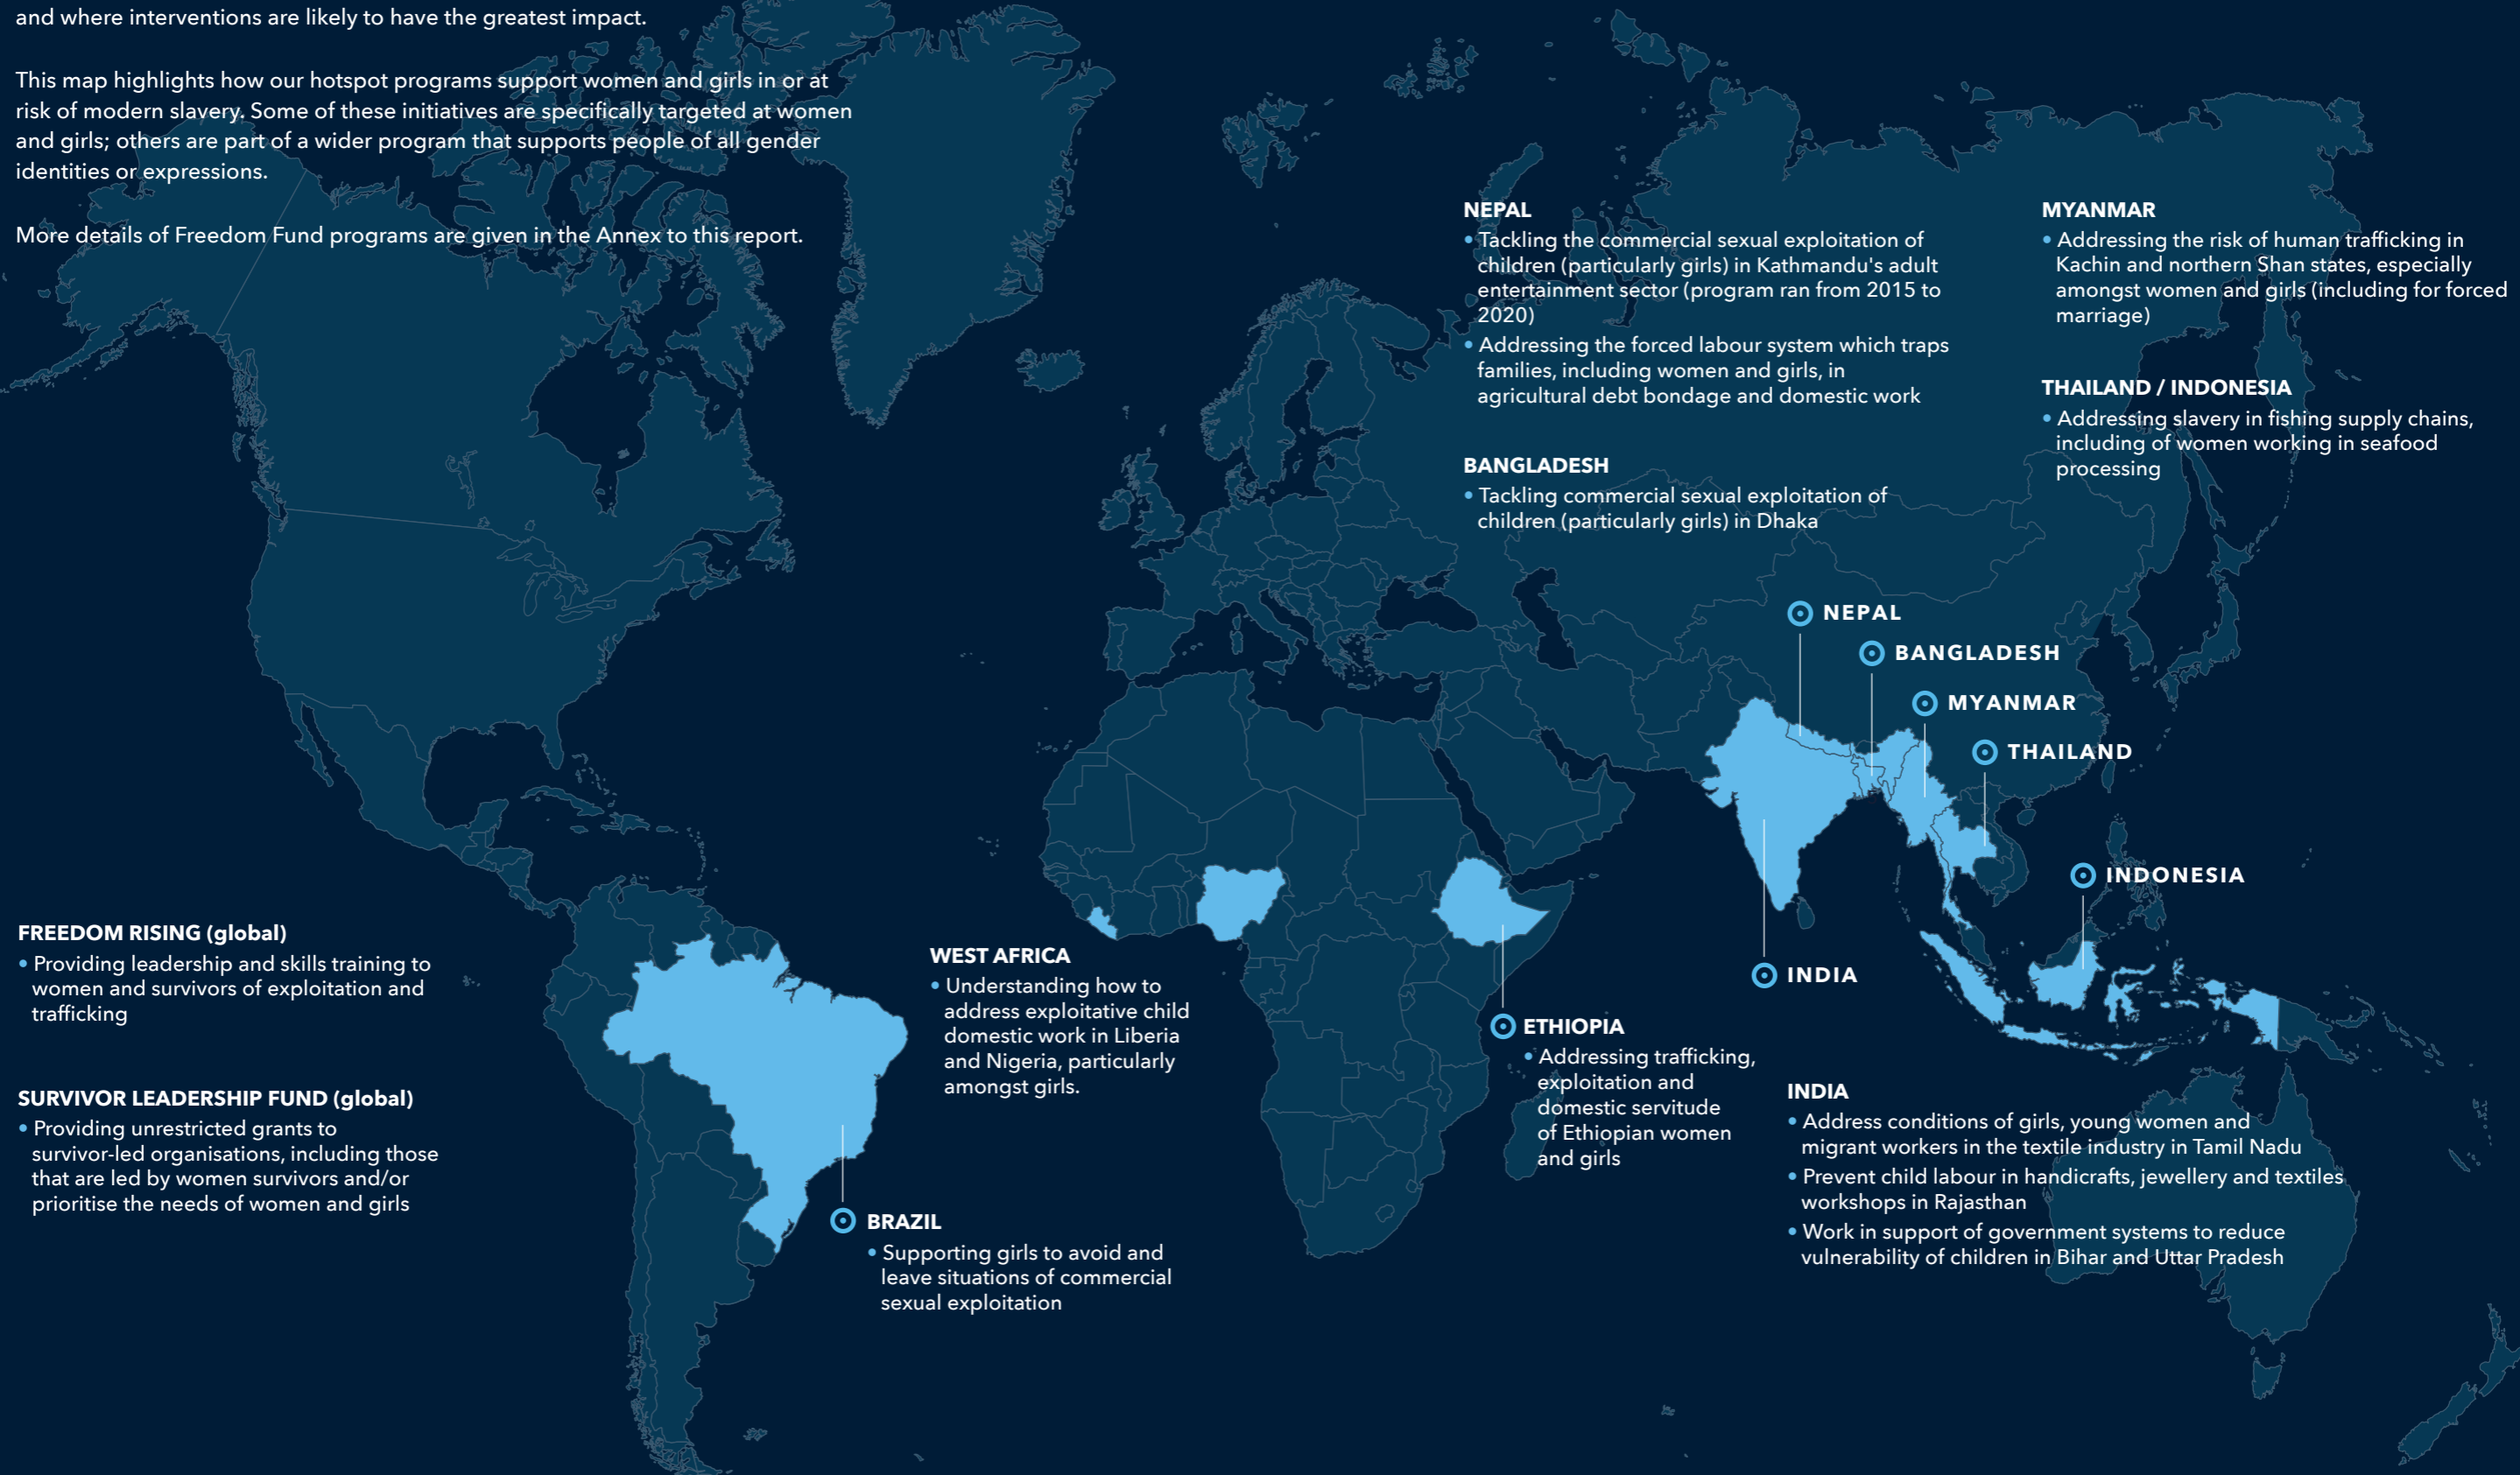 and where interventions are likely to have the greatest impact.
This map highlights how our hotspot programs support women and girls in or at
risk of modern slavery. Some of these initiatives are specifically targeted at women
and girls; others are part of a wider program that supports people of all gender
identities or expressions.
More details of Freedom Fund programs are given in the Annex to this report.
NEPAL
• Tackling the commercial sexual exploitation of
children (particularly girls) in Kathmandu's adult
entertainment sector (program ran from 2015 to
2020)
• Addressing the forced labour system which traps
families, including women and girls, in
agricultural debt bondage and domestic work
BANGLADESH
• Tackling commercial sexual exploitation of
children (particularly girls) in Dhaka
MYANMAR
• Addressing the risk of human trafficking in
Kachin and northern Shan states, especially
amongst women and girls (including for forced
marriage)
THAILAND / INDONESIA
• Addressing slavery in fishing supply chains,
including of women working in seafood
processing
NEPAL
BANGLADESH
MYANMAR
THAILAND
INDONESIA
INDIA
FREEDOM RISING (global)
• Providing leadership and skills training to
women and survivors of exploitation and
trafficking
SURVIVOR LEADERSHIP FUND (global)
• Providing unrestricted grants to
survivor-led organisations, including those
that are led by women survivors and/or
prioritise the needs of women and girls
WEST AFRICA
• Understanding how to
address exploitative child
domestic work in Liberia
and Nigeria, particularly
amongst girls.
BRAZIL
• Supporting girls to avoid and
leave situations of commercial
sexual exploitation
ETHIOPIA
• Addressing trafficking,
exploitation and
domestic servitude
of Ethiopian women
and girls
INDIA
• Address conditions of girls, young women and
migrant workers in the textile industry in Tamil Nadu
• Prevent child labour in handicrafts, jewellery and textiles
workshops in Rajasthan
• Work in support of government systems to reduce
vulnerability of children in Bihar and Uttar Pradesh